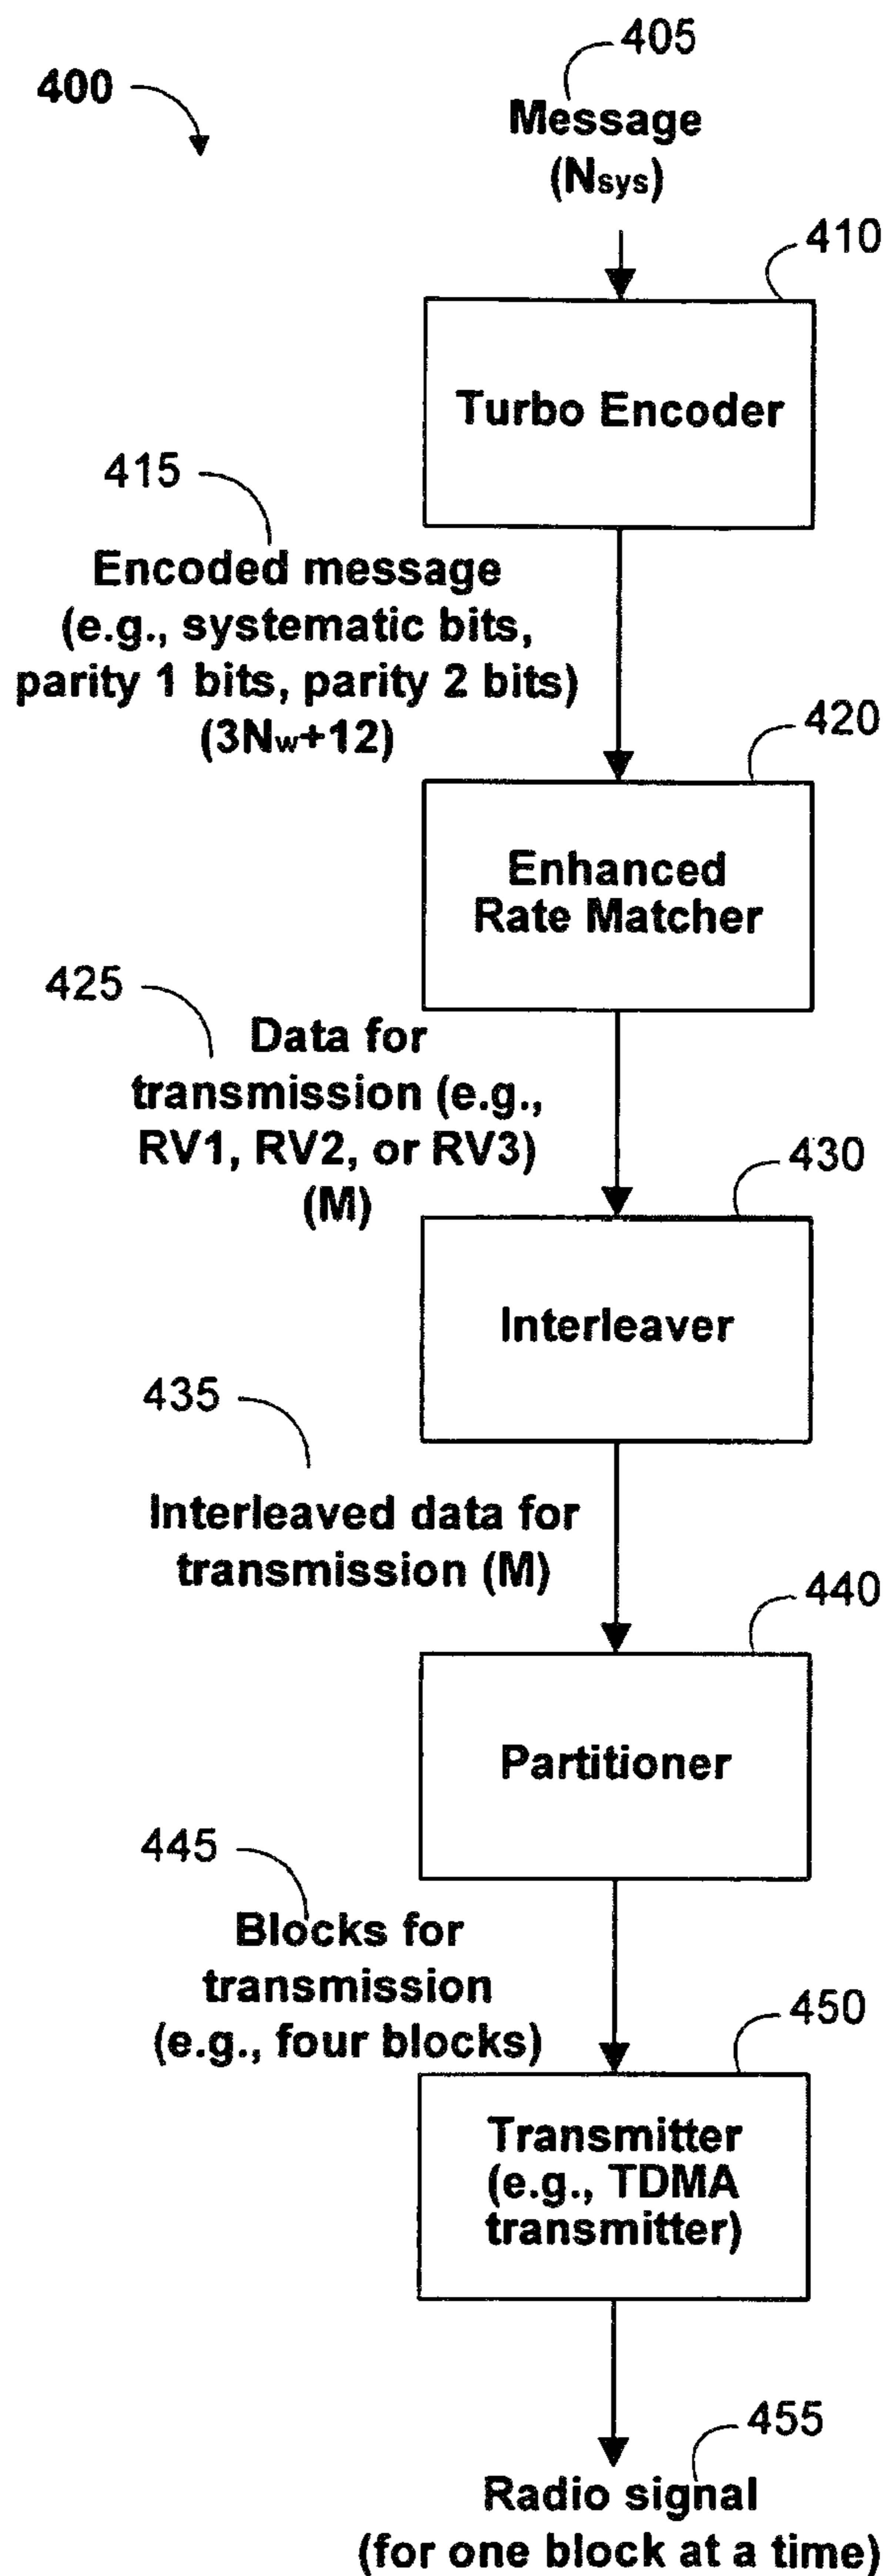 405
400
Message
(Nsys)
410
Turbo Encoder
415
Encoded message
(e.g., systematic bits,
parity 1 bits, parity 2 bits)
(3Nw+12)
420
Enhanced
Rate Matcher
425
Data for
transmission (e.g.,
RV1, RV2, or RV3)
(M)
430
Interleaver
435
Interleaved data for
transmission (M)
440
Partitioner
445
Blocks for
transmission
(e.g., four blocks)
450
Transmitter
(e.g., TDMA
transmitter)
455
Radio signal
(for one block at a time)